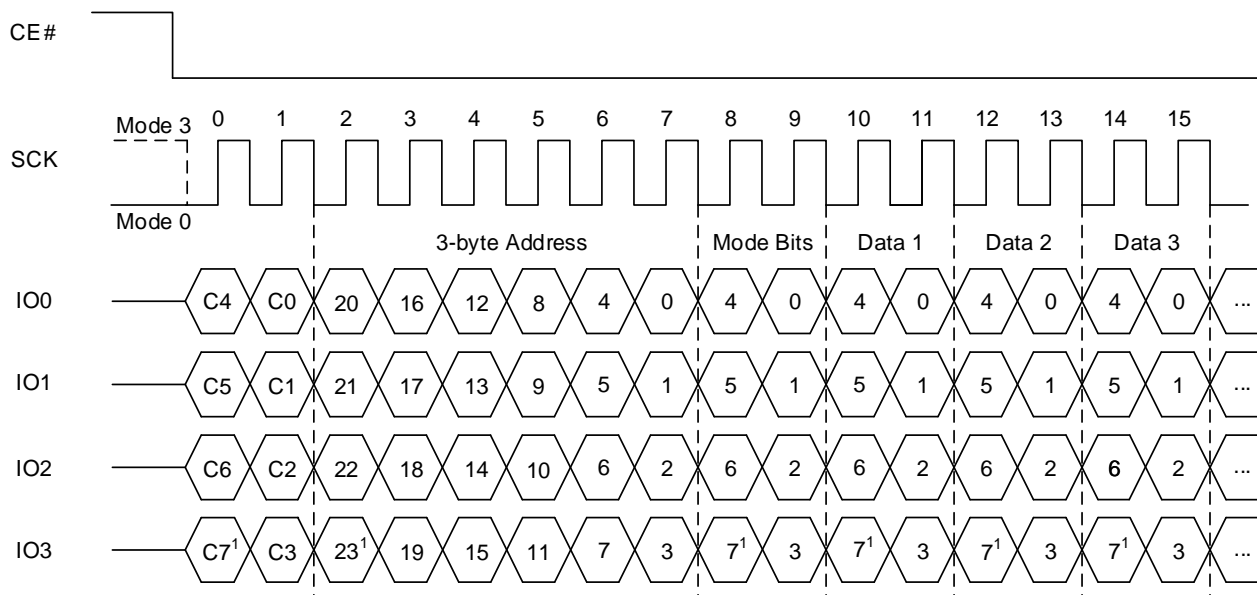 CE#
Mode 3 0 1 2 3 4 5 6 7 8 9 10 11 12 13 14 15
SCK
Mode 0
3-byte Address Mode Bits Data 1 Data 2 Data 3
IO0 C4 C0 20 16 12 8 4 0 4 0 4 0 4 0 4 0 ...
IO1 C5 C1 21 17 13 9 5 1 5 1 5 1 5 1 5 1 ...
IO2 C6 C2 22 18 14 10 6 2 6 2 6 2 6 2 6 2 ...
IO3 C7¹ C3 23¹ 19 15 11 7 3 7¹ 3 7¹ 3 7¹ 3 7¹ 3 ...